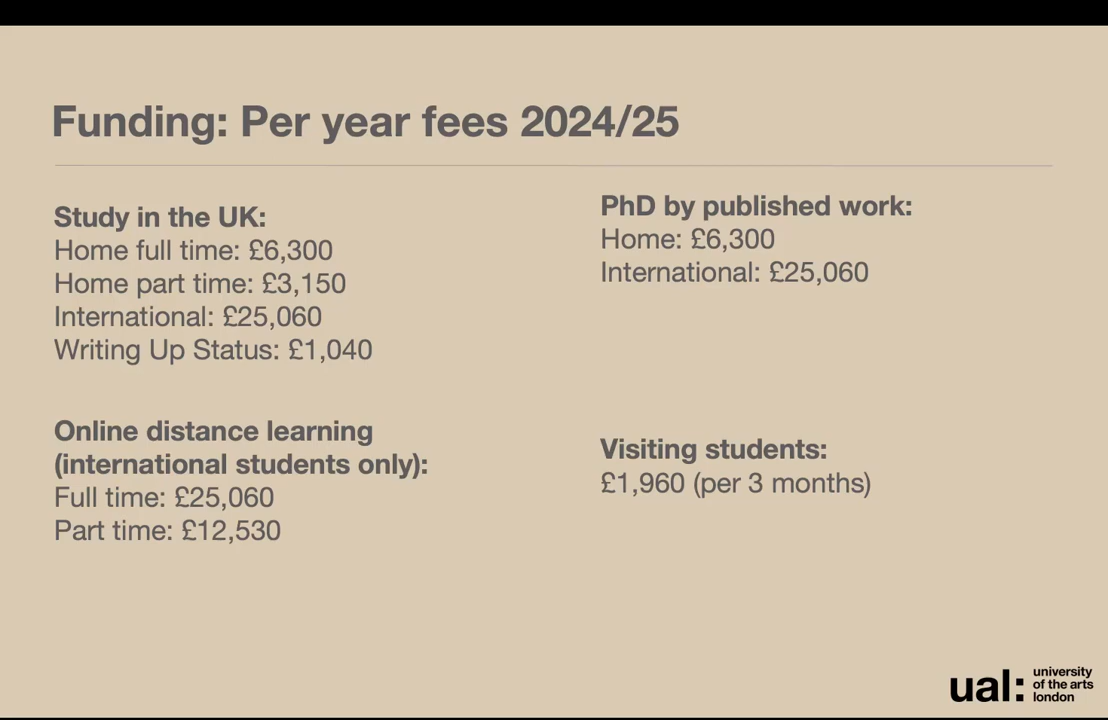 Funding: Per year fees 2024/25
Study in the UK:
Home full time: £6,300
Home part time: £3,150
International: £25,060
Writing Up Status: £1,040
Online distance learning
(international students only):
Full time: £25,060
Part time: £12,530
PhD by published work:
Home: £6,300
International: £25,060
Visiting students:
£1,960 (per 3 months)
ual:
university
of the arts
london